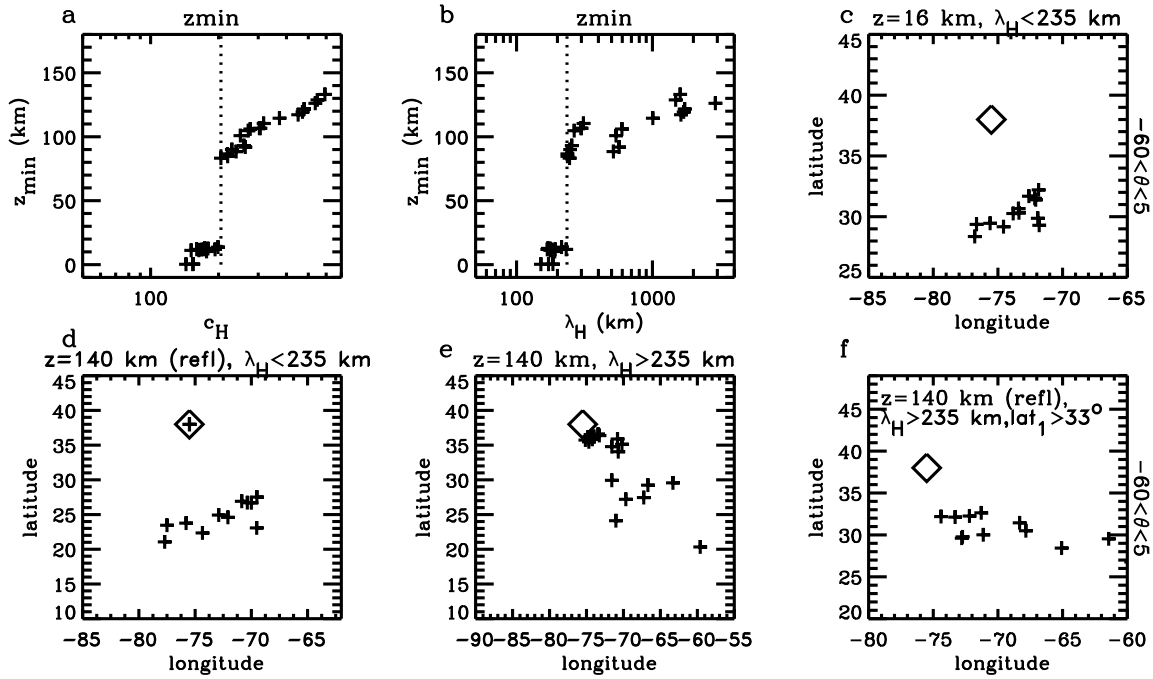 a
zmin
150
100
50
0
z_min (km)
100
c_H
b
zmin
150
100
50
0
z_min (km)
100
1000
λ_H (km)
c
z=16 km, λ_H<235 km
45
40
35
30
25
latitude
−85 −80 −75 −70 −65
longitude
−60<θ<5
d
z=140 km (refl), λ_H<235 km
45
40
35
30
25
20
15
10
latitude
−85 −80 −75 −70 −65
longitude
e
z=140 km, λ_H>235 km
45
40
35
30
25
20
15
10
latitude
−90−85−80−75−70−65−60−55
longitude
f
z=140 km (refl),
λ_H>235 km,lat_1>33°
45
40
35
30
25
20
latitude
−80 −75 −70 −65 −60
longitude
−60<θ<5